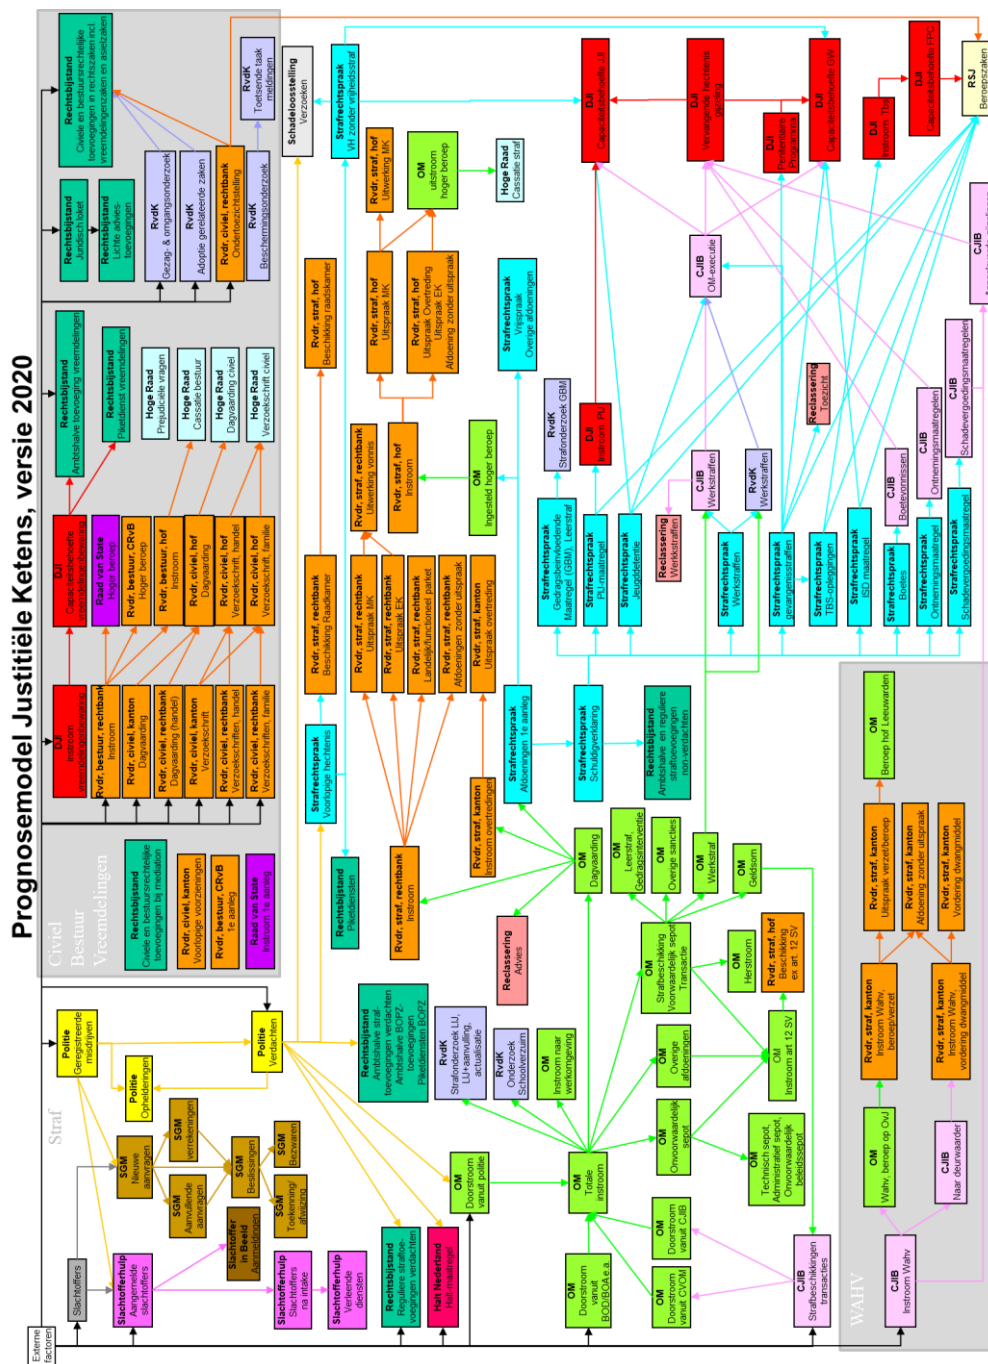 Prognosemodel Justitiële Ketens, versie 2020
Externe
factoren
Straf
Slachtoffers
Slachtofferhulp
Aangemelde
slachtoffers
Slachtoffer
in Beeld
Aanmeldingen
Slachtofferhulp
Slachtoffers
na intake
Slachtofferhulp
Verleende
diensten
SGM
Nieuwe
aanvragen
SGM
Aanvullende
aanvragen
SGM
verrekeningen
SGM
Beslissingen
SGM
Toekenning/
afwijzing
SGM
Bezwaren
Politie
Geregistreerde
misdrijven
Politie
Ophelderingen
Politie
Verdachten
Rechtsbijstand
Reguliere straftoe-
voegingen verdachten
Halt Nederland
Halt-maatregel
OM
Doorstroom
vanuit politie
Rechtsbijstand
Ambtshalve straf-
toevoegingen verdachten
Ambtshalve BOPZ-
toevoegingen
Piketdiensten BOPZ
RvdK
Strafonderzoek LU,
LU+aanvulling,
actualisatie
RvdK
Onderzoek
Schoolverzuim
OM
Instroom naar
werkomgeving
OM
Totale
instroom
OM
Doorstroom
vanuit
BOD/BOA e.a.
OM
Doorstroom
vanuit CVOM
OM
Doorstroom
vanuit CJIB
CJIB
Strafbeschikkingen
transacties
OM
Onvoorwaardelijk
sepot
OM
Technisch sepot,
Administratief sepot,
Onvoorwaardelijk
beleidssepot
OM
Overige
afdoeningen
OM
Instroom art 12 SV
Rvdr, straf, hof
Beschikking
ex art. 12 SV
OM
Strafbeschikking
Voorwaardelijk sepot
Transactie
OM
Herstroom
OM
Dagvaarding
OM
Leerstraf,
Gedragsinterventie
OM
Overige sancties
OM
Werkstraf
OM
Geldsom
Reclassering
Advies
Civiel
Bestuur
Vreemdelingen
Rechtsbijstand
Civiele en bestuursrechtelijke
toevoegingen bij mediation
Rvdr, civiel, kanton
Voorlopige voorzieningen
Rvdr, bestuur, CRvB
1e aanleg
Raad van State
Instroom 1e aanleg
DJI
Instroom
vreemdelingenbewaring
Rvdr, bestuur, rechtbank
Instroom
Rvdr, civiel, kanton
Dagvaarding
Rvdr, civiel, rechtbank
Dagvaarding (handel)
Rvdr, civiel, kanton
Verzoekschrift
Rvdr, civiel, rechtbank
Verzoekschriften, handel
Rvdr, civiel, rechtbank
Verzoekschriften, familie
DJI
Capaciteitsbehoefte
vreemdelingenbewaring
Raad van State
Hoger beroep
Rvdr, bestuur, CRvB
Hoger beroep
Rvdr, bestuur, hof
Instroom
Rvdr, civiel, hof
Dagvaarding
Rvdr, civiel, hof
Verzoekschrift, handel
Rvdr, civiel, hof
Verzoekschrift, familie
Rechtsbijstand
Ambtshalve toevoeging vreemdelingen
Rechtsbijstand
Piketdienst vreemdelingen
Hoge Raad
Prejudiciële vragen
Hoge Raad
Cassatie bestuur
Hoge Raad
Dagvaarding civiel
Hoge Raad
Verzoekschrift civiel
Rechtsbijstand
Juridisch loket
Rechtsbijstand
Lichte advies-
toevoegingen
RvdK
Gezag- & omgangsonderzoek
RvdK
Adoptie gerelateerde zaken
Rvdr, civiel, rechtbank
Ondertoezichtstelling
RvdK
Beschermingsonderzoek
Rechtsbijstand
Civiele en bestuursrechtelijke
toevoegingen in rechtszaken incl.
vreemdelingenzaken en asielzaken
RvdK
Toetsende taak
meldingen
Rechtsbijstand
Piketdiensten
Strafrechtspraak
Voorlopige hechtenis
Rvdr, straf, rechtbank
Beschikking Raadkamer
Rvdr, straf, hof
Beschikking raadskamer
Schadeloosstelling
Verzoeken
Strafrechtspraak
VH zonder vrijheidsstraf
Rvdr, straf, rechtbank
Instroom
Rvdr, straf, rechtbank
Uitspraak MK
Rvdr, straf, rechtbank
Uitspraak EK
Rvdr, straf, rechtbank
Landelijk/functioneel parket
Rvdr, straf, rechtbank
Afdoeningen zonder uitspraak
Rvdr, straf, kanton
Uitspraak overtreding
Rvdr, straf, kanton
Instroom overtredingen
Rvdr, straf, rechtbank
Uitwerking vonnis
Rvdr, straf, hof
Instroom
OM
Ingesteld hoger beroep
Rvdr, straf, hof
Uitspraak MK
Rvdr, straf, hof
Uitspraak Overtreding
Uitspraak EK
Afdoening zonder uitspraak
Rvdr, straf, hof
Uitwerking MK
OM
uitstroom
hoger beroep
Hoge Raad
Cassatie straf
Strafrechtspraak
Afdoeningen 1e aanleg
Strafrechtspraak
Vrijspraak
Overige afdoeningen
Strafrechtspraak
Schuldigverklaring
Rechtsbijstand
Ambtshalve en reguliere
straftoevoegingen
non-verdachten
Strafrechtspraak
Gedragsbeïnvloedende
Maatregel (GBM), Leerstraf
Strafrechtspraak
PIJ-maatregel
Strafrechtspraak
Jeugddetentie
Strafrechtspraak
Werkstraffen
Strafrechtspraak
gevangenisstraffen
Strafrechtspraak
TBS-opleggingen
Strafrechtspraak
ISD maatregel
Strafrechtspraak
Boetes
Strafrechtspraak
Ontnemingsmaatregel
Strafrechtspraak
Schadevergoedingsmaatregel
RvdK
Strafonderzoek GBM
DJI
Instroom PIJ
Reclassering
Werkstraffen
CJIB
Werkstraffen
RvdK
Werkstraffen
Reclassering
Toezicht
CJIB
Boetevonnissen
CJIB
Ontnemingsmaatregelen
CJIB
Schadevergoedingsmaatregelen
CJIB
OM-executie
CJIB
DJI
Capaciteitsbehoefte JJI
DJI
Vervangende hechtenis
gijzeling
DJI
Penitentiaire
Programma
DJI
Capaciteitsbehoefte GW
DJI
Instroom Tbs
DJI
Capaciteitsbehoefte FPC
RSJ
Beroepszaken
WAHV
CJIB
Instroom Wahv
OM
Wahv, beroep op OvJ
CJIB
Naar deurwaarder
Rvdr, straf, kanton
Instroom Wahv,
beroep/verzet
Rvdr, straf, kanton
Instroom Wahv,
vordering dwangmiddel
Rvdr, straf, kanton
Uitspraak verzet/beroep
Rvdr, straf, kanton
Afdoening zonder uitspraak
Rvdr, straf, kanton
Vordering dwangmiddel
OM
Beroep hof Leeuwarden